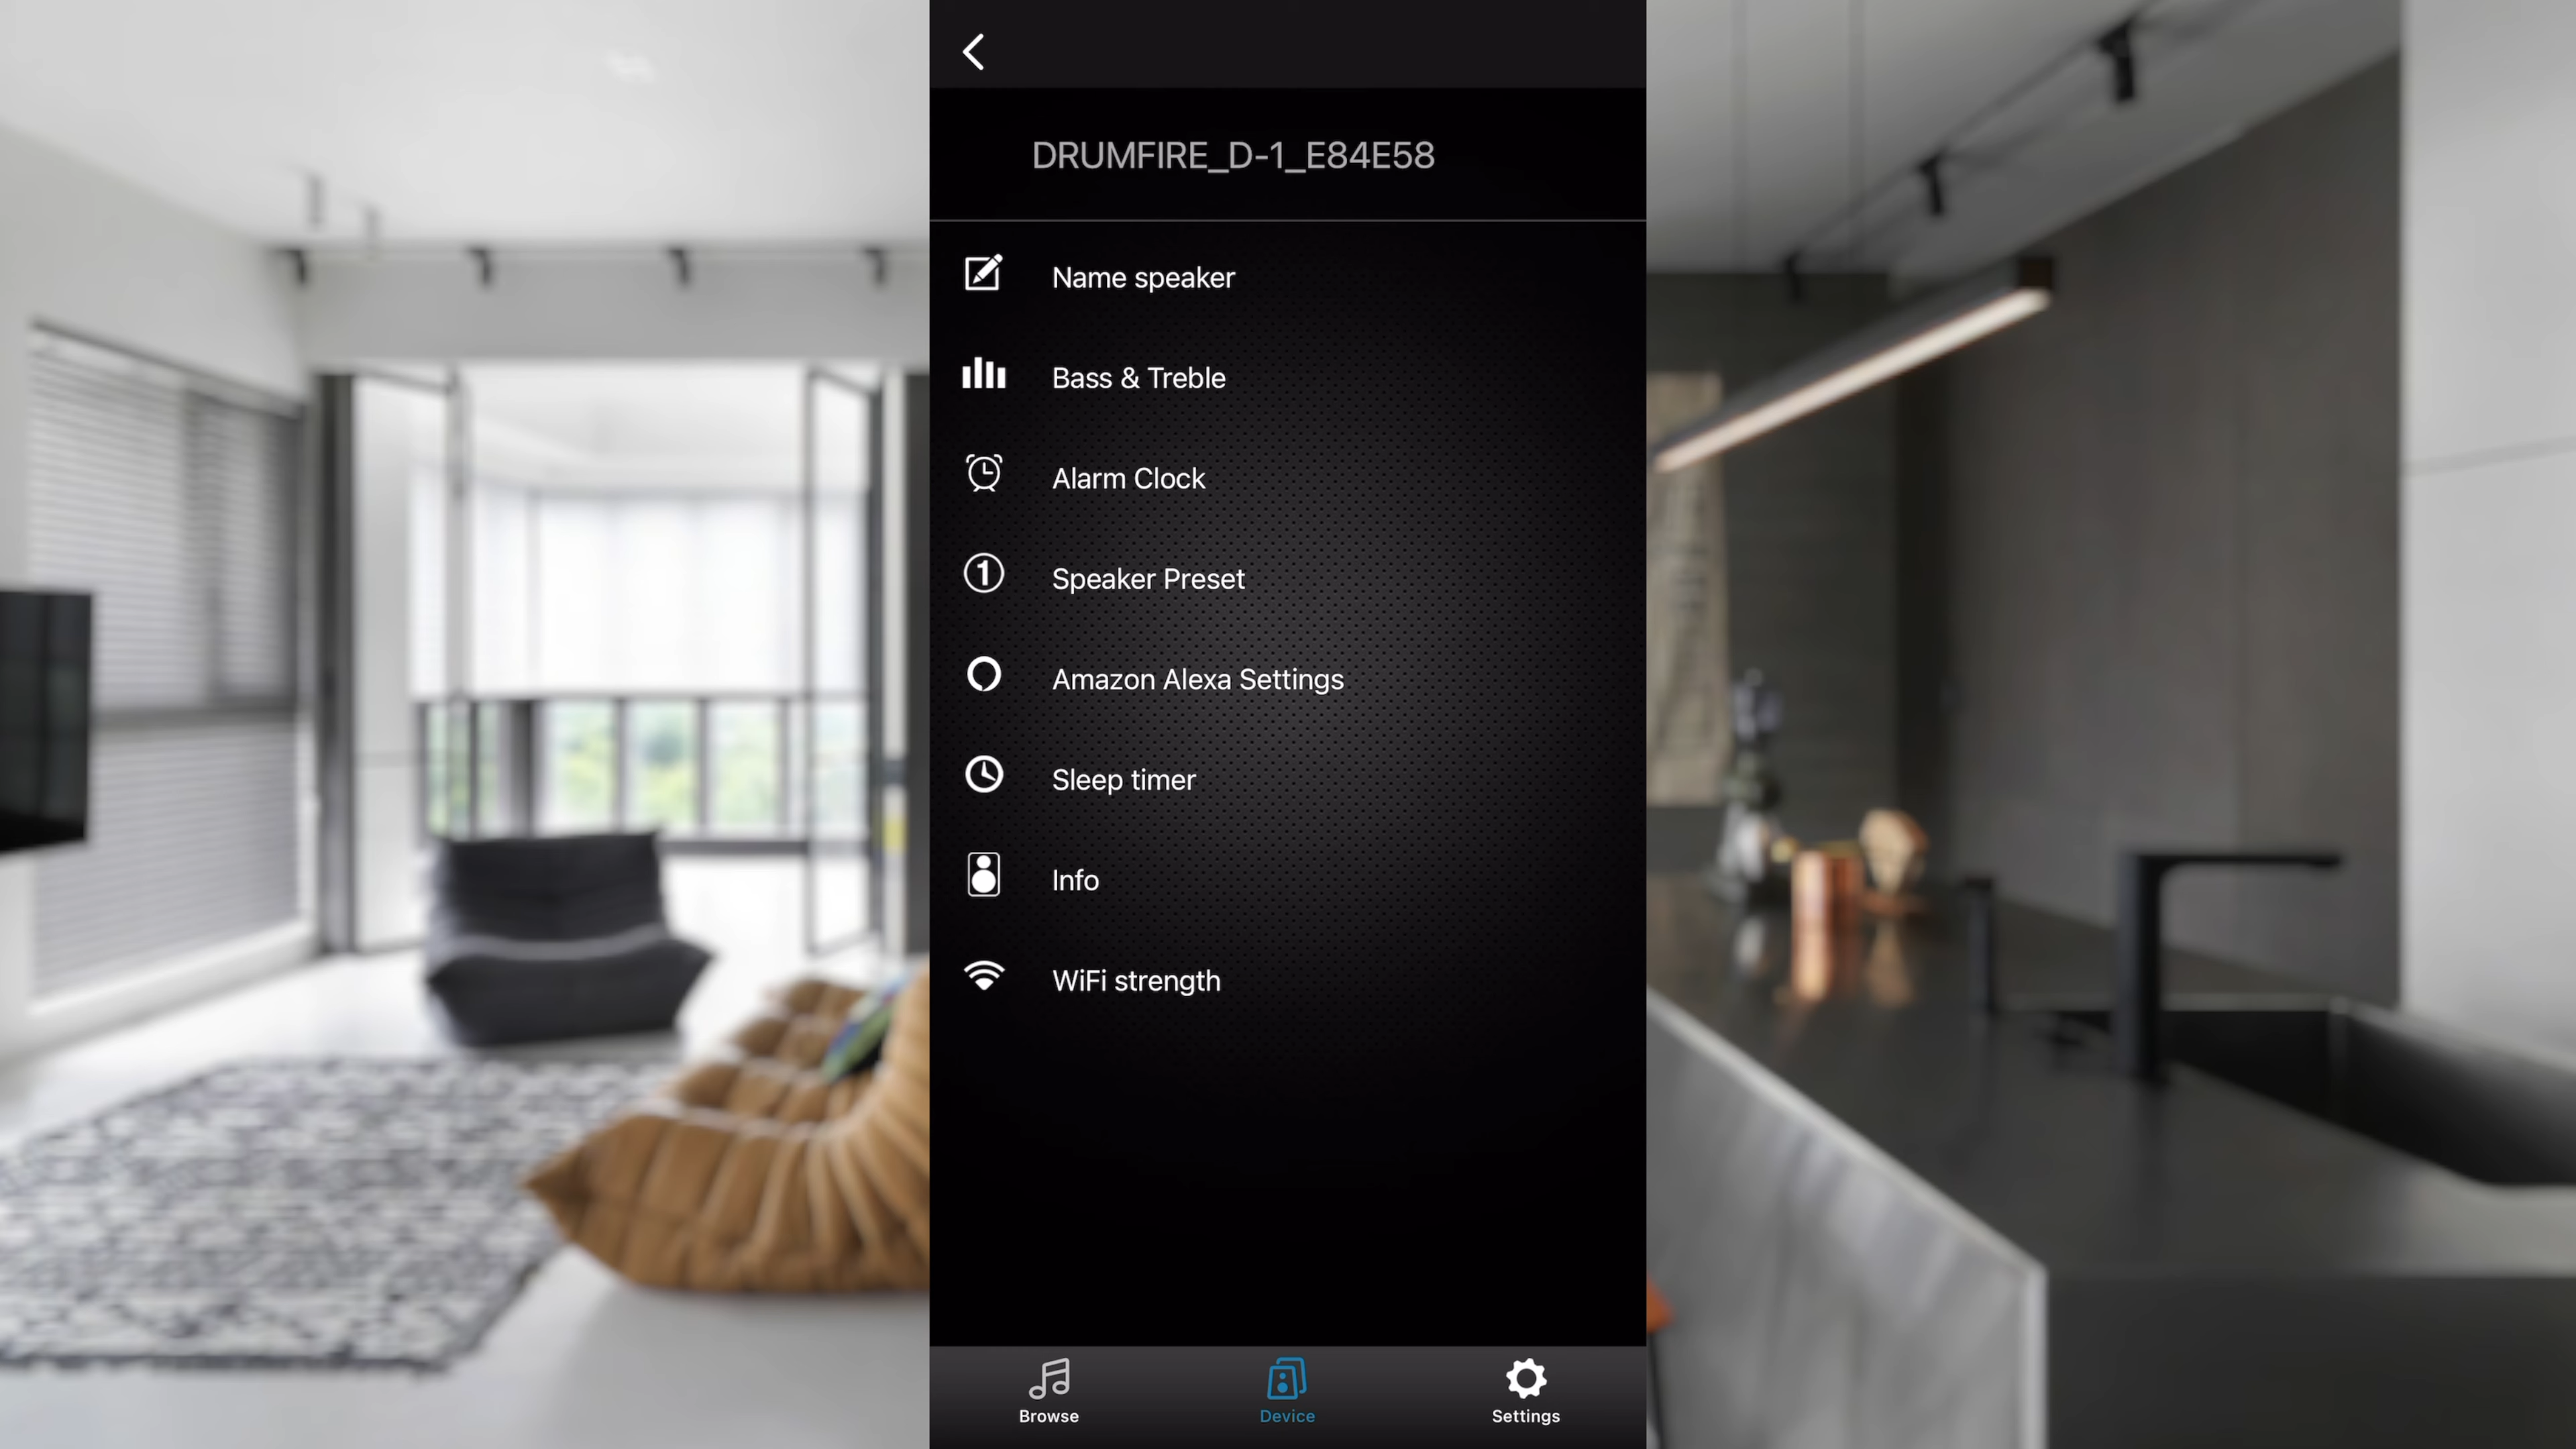 DRUMFIRE_D-1_E84E58
Name speaker
Bass & Treble
Alarm Clock
1
Speaker Preset
Amazon Alexa Settings
Sleep timer
Info
WiFi strength
Browse
Device
Settings